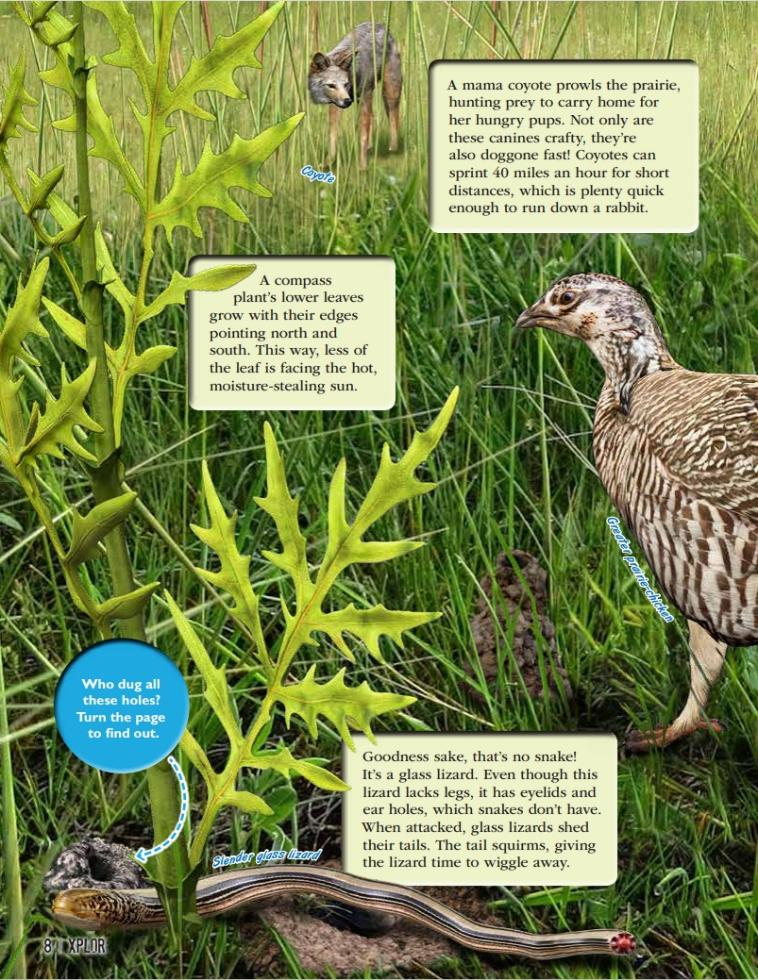 Coyote
A mama coyote prowls the prairie,
hunting prey to carry home for
her hungry pups. Not only are
these canines crafty, they're
also doggone fast! Coyotes can
sprint 40 miles an hour for short
distances, which is plenty quick
enough to run down a rabbit.
A compass
plant's lower leaves
grow with their edges
pointing north and
south. This way, less of
the leaf is facing the hot,
moisture-stealing sun.
Greater prairie-chicken
Who dug all
these holes?
Turn the page
to find out.
Goodness sake, that's no snake!
It's a glass lizard. Even though this
lizard lacks legs, it has eyelids and
ear holes, which snakes don't have.
When attacked, glass lizards shed
their tails. The tail squirms, giving
the lizard time to wiggle away.
Slender glass lizard
8 XPLOR